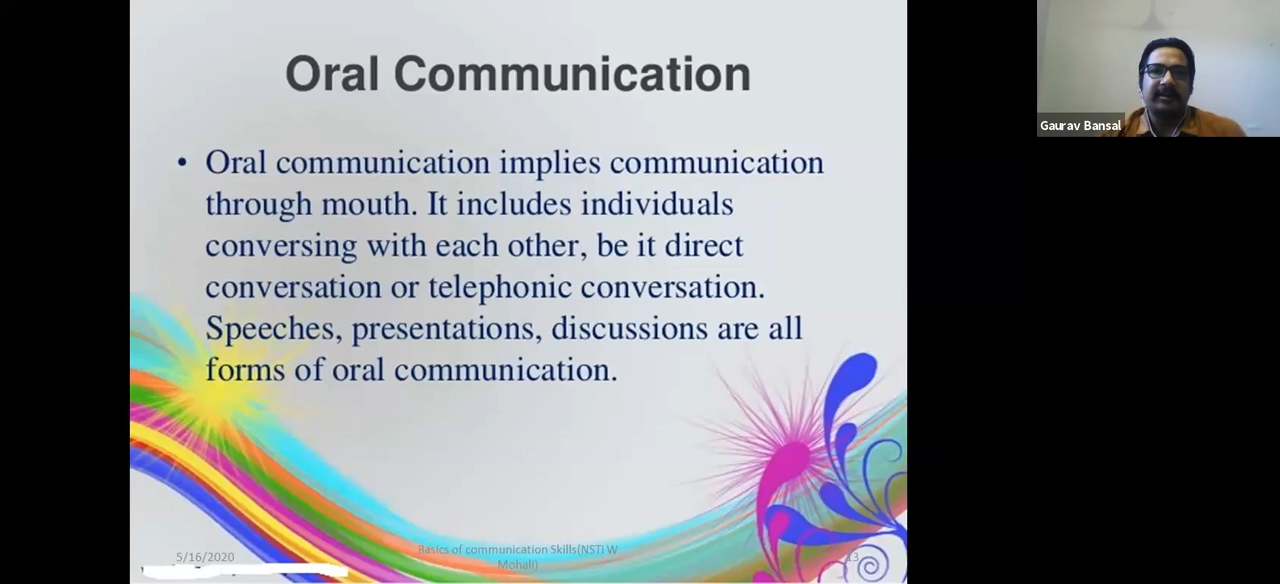 Oral Communication
• Oral communication implies communication
through mouth. It includes individuals
conversing with each other, be it direct
conversation or telephonic conversation.
Speeches, presentations, discussions are all
forms of oral communication.
5/16/2020
Basics of communication Skills(NSTI W
Mohali)
13
Gaurav Bansal